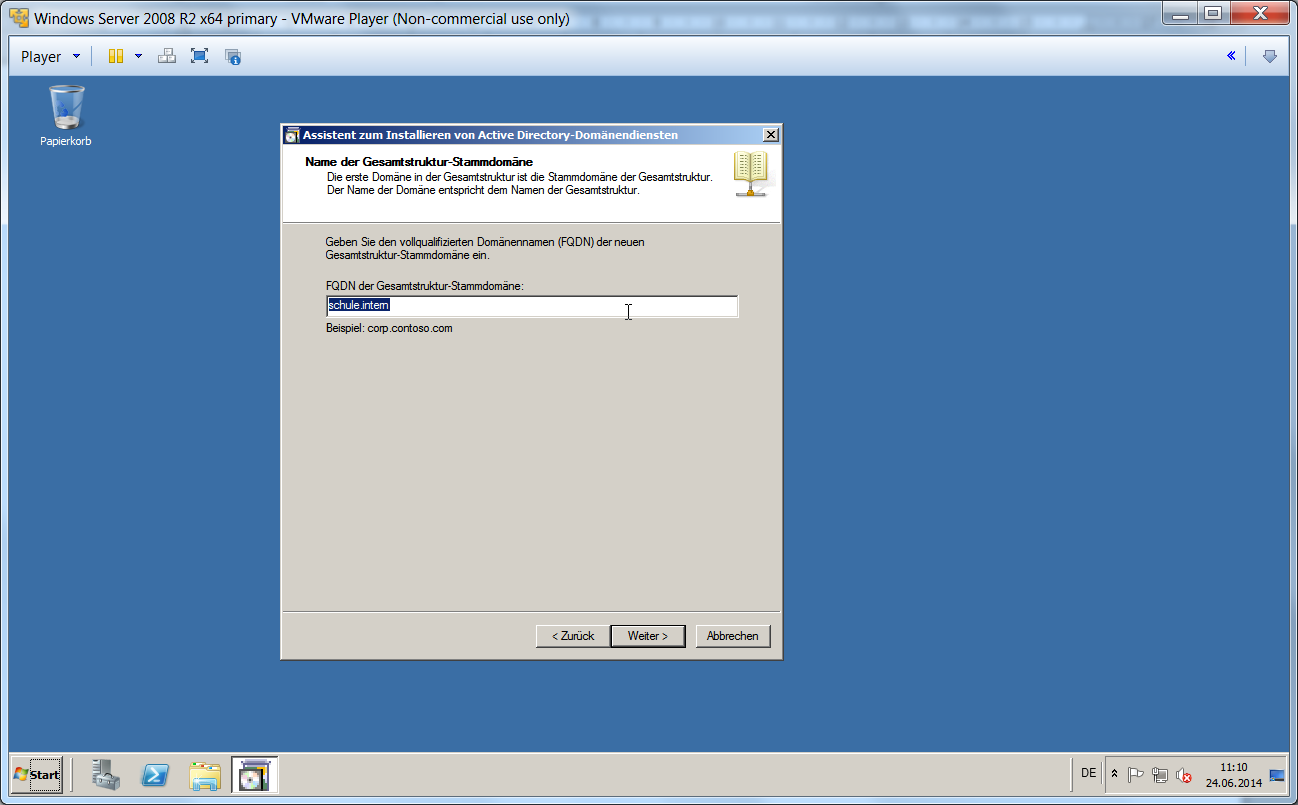 Windows Server 2008 R2 x64 primary - VMware Player (Non-commercial use only)
Player
Papierkorb
Assistent zum Installieren von Active Directory-Domänendiensten
Name der Gesamtstruktur-Stammdomäne
Die erste Domäne in der Gesamtstruktur ist die Stammdomäne der Gesamtstruktur.
Der Name der Domäne entspricht dem Namen der Gesamtstruktur.
Geben Sie den vollqualifizierten Domänennamen (FQDN) der neuen
Gesamtstruktur-Stammdomäne ein.
FQDN der Gesamtstruktur-Stammdomäne:
schule.intern
Beispiel: corp.contoso.com
< Zurück
Weiter >
Abbrechen
Start
DE
11:10
24.06.2014